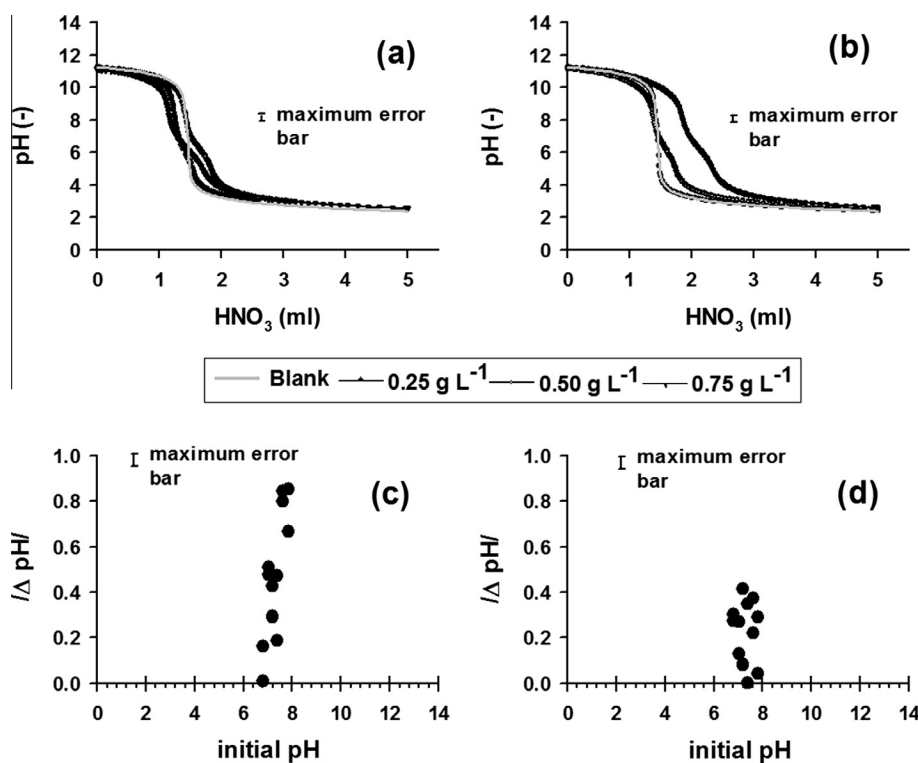 14
12
10
8
6
4
2
0
pH (-)
(a)
maximum error
bar
0 1 2 3 4 5
HNO₃ (ml)
14
12
10
8
6
4
2
0
pH (-)
(b)
maximum error
bar
0 1 2 3 4 5
HNO₃ (ml)
Blank 0.25 g L⁻¹ 0.50 g L⁻¹ 0.75 g L⁻¹
1.0
0.8
0.6
0.4
0.2
0.0
/Δ pH/
maximum error
bar
(c)
0 2 4 6 8 10 12 14
initial pH
1.0
0.8
0.6
0.4
0.2
0.0
/Δ pH/
maximum error
bar
(d)
0 2 4 6 8 10 12 14
initial pH